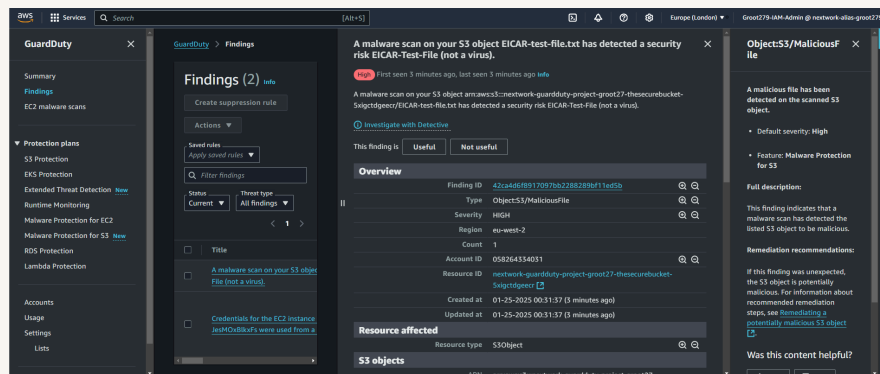 aws
Services
Search
[Alt+S]
Europe (London)
Groot279-IAM-Admin @ nextwork-alias-groot279
GuardDuty
Summary
Findings
EC2 malware scans
Protection plans
S3 Protection
EKS Protection
Extended Threat Detection New
Runtime Monitoring
Malware Protection for EC2
Malware Protection for S3 New
RDS Protection
Lambda Protection
Accounts
Usage
Settings
Lists
GuardDuty > Findings
Findings (2) Info
Create suppression rule
Actions
Saved rules
Apply saved rules
Filter findings
Status
Current
Threat type
All findings
1
Title
A malware scan on your S3 objec
File (not a virus).
Credentials for the EC2 instance
JesMOxBlkxFs were used from a
A malware scan on your S3 object EICAR-test-file.txt has detected a security
risk EICAR-Test-File (not a virus).
High First seen 3 minutes ago, last seen 3 minutes ago Info
A malware scan on your S3 object arn:aws:s3:::nextwork-guardduty-project-groot27-thesecurebucket-
5xigctdgeecr/EICAR-test-file.txt has detected a security risk EICAR-Test-File (not a virus).
Investigate with Detective
This finding is Useful Not useful
Overview
Finding ID 42ca4d6f8917097bb2288289bf11ed5b
Type Object:S3/MaliciousFile
Severity HIGH
Region eu-west-2
Count 1
Account ID 058264334031
Resource ID nextwork-guardduty-project-groot27-thesecurebucket-
5xigctdgeecr
Created at 01-25-2025 00:31:37 (3 minutes ago)
Updated at 01-25-2025 00:31:37 (3 minutes ago)
Resource affected
Resource type S3Object
S3 objects
Object:S3/MaliciousF
ile
A malicious file has been
detected on the scanned S3
object.
• Default severity: High
• Feature: Malware Protection
for S3
Full description:
This finding indicates that a
malware scan has detected the
listed S3 object to be malicious.
Remediation recommendations:
If this finding was unexpected,
the S3 object is potentially
malicious. For information about
recommended remediation
steps, see Remediating a
potentially malicious S3 object
.
Was this content helpful?